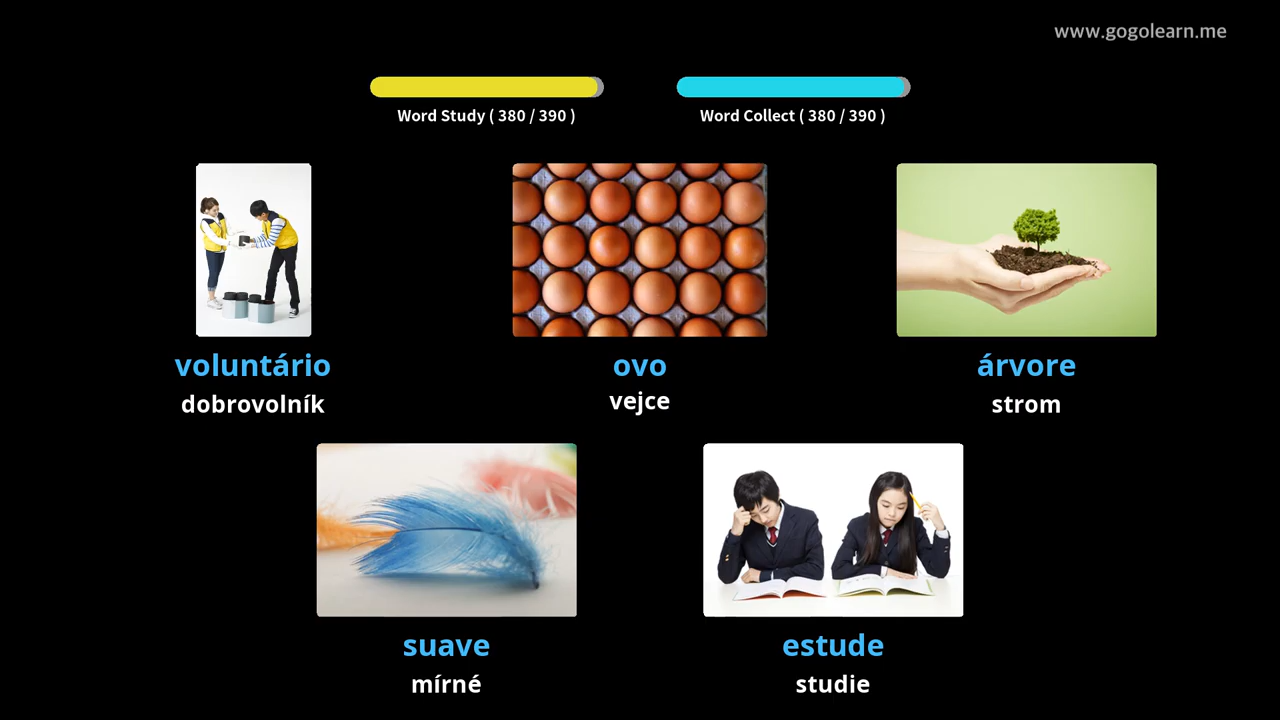 www.gogolearn.me
Word Study ( 380 / 390 )
Word Collect ( 380 / 390 )
voluntário
dobrovolník
ovo
vejce
árvore
strom
suave
mírné
estude
studie